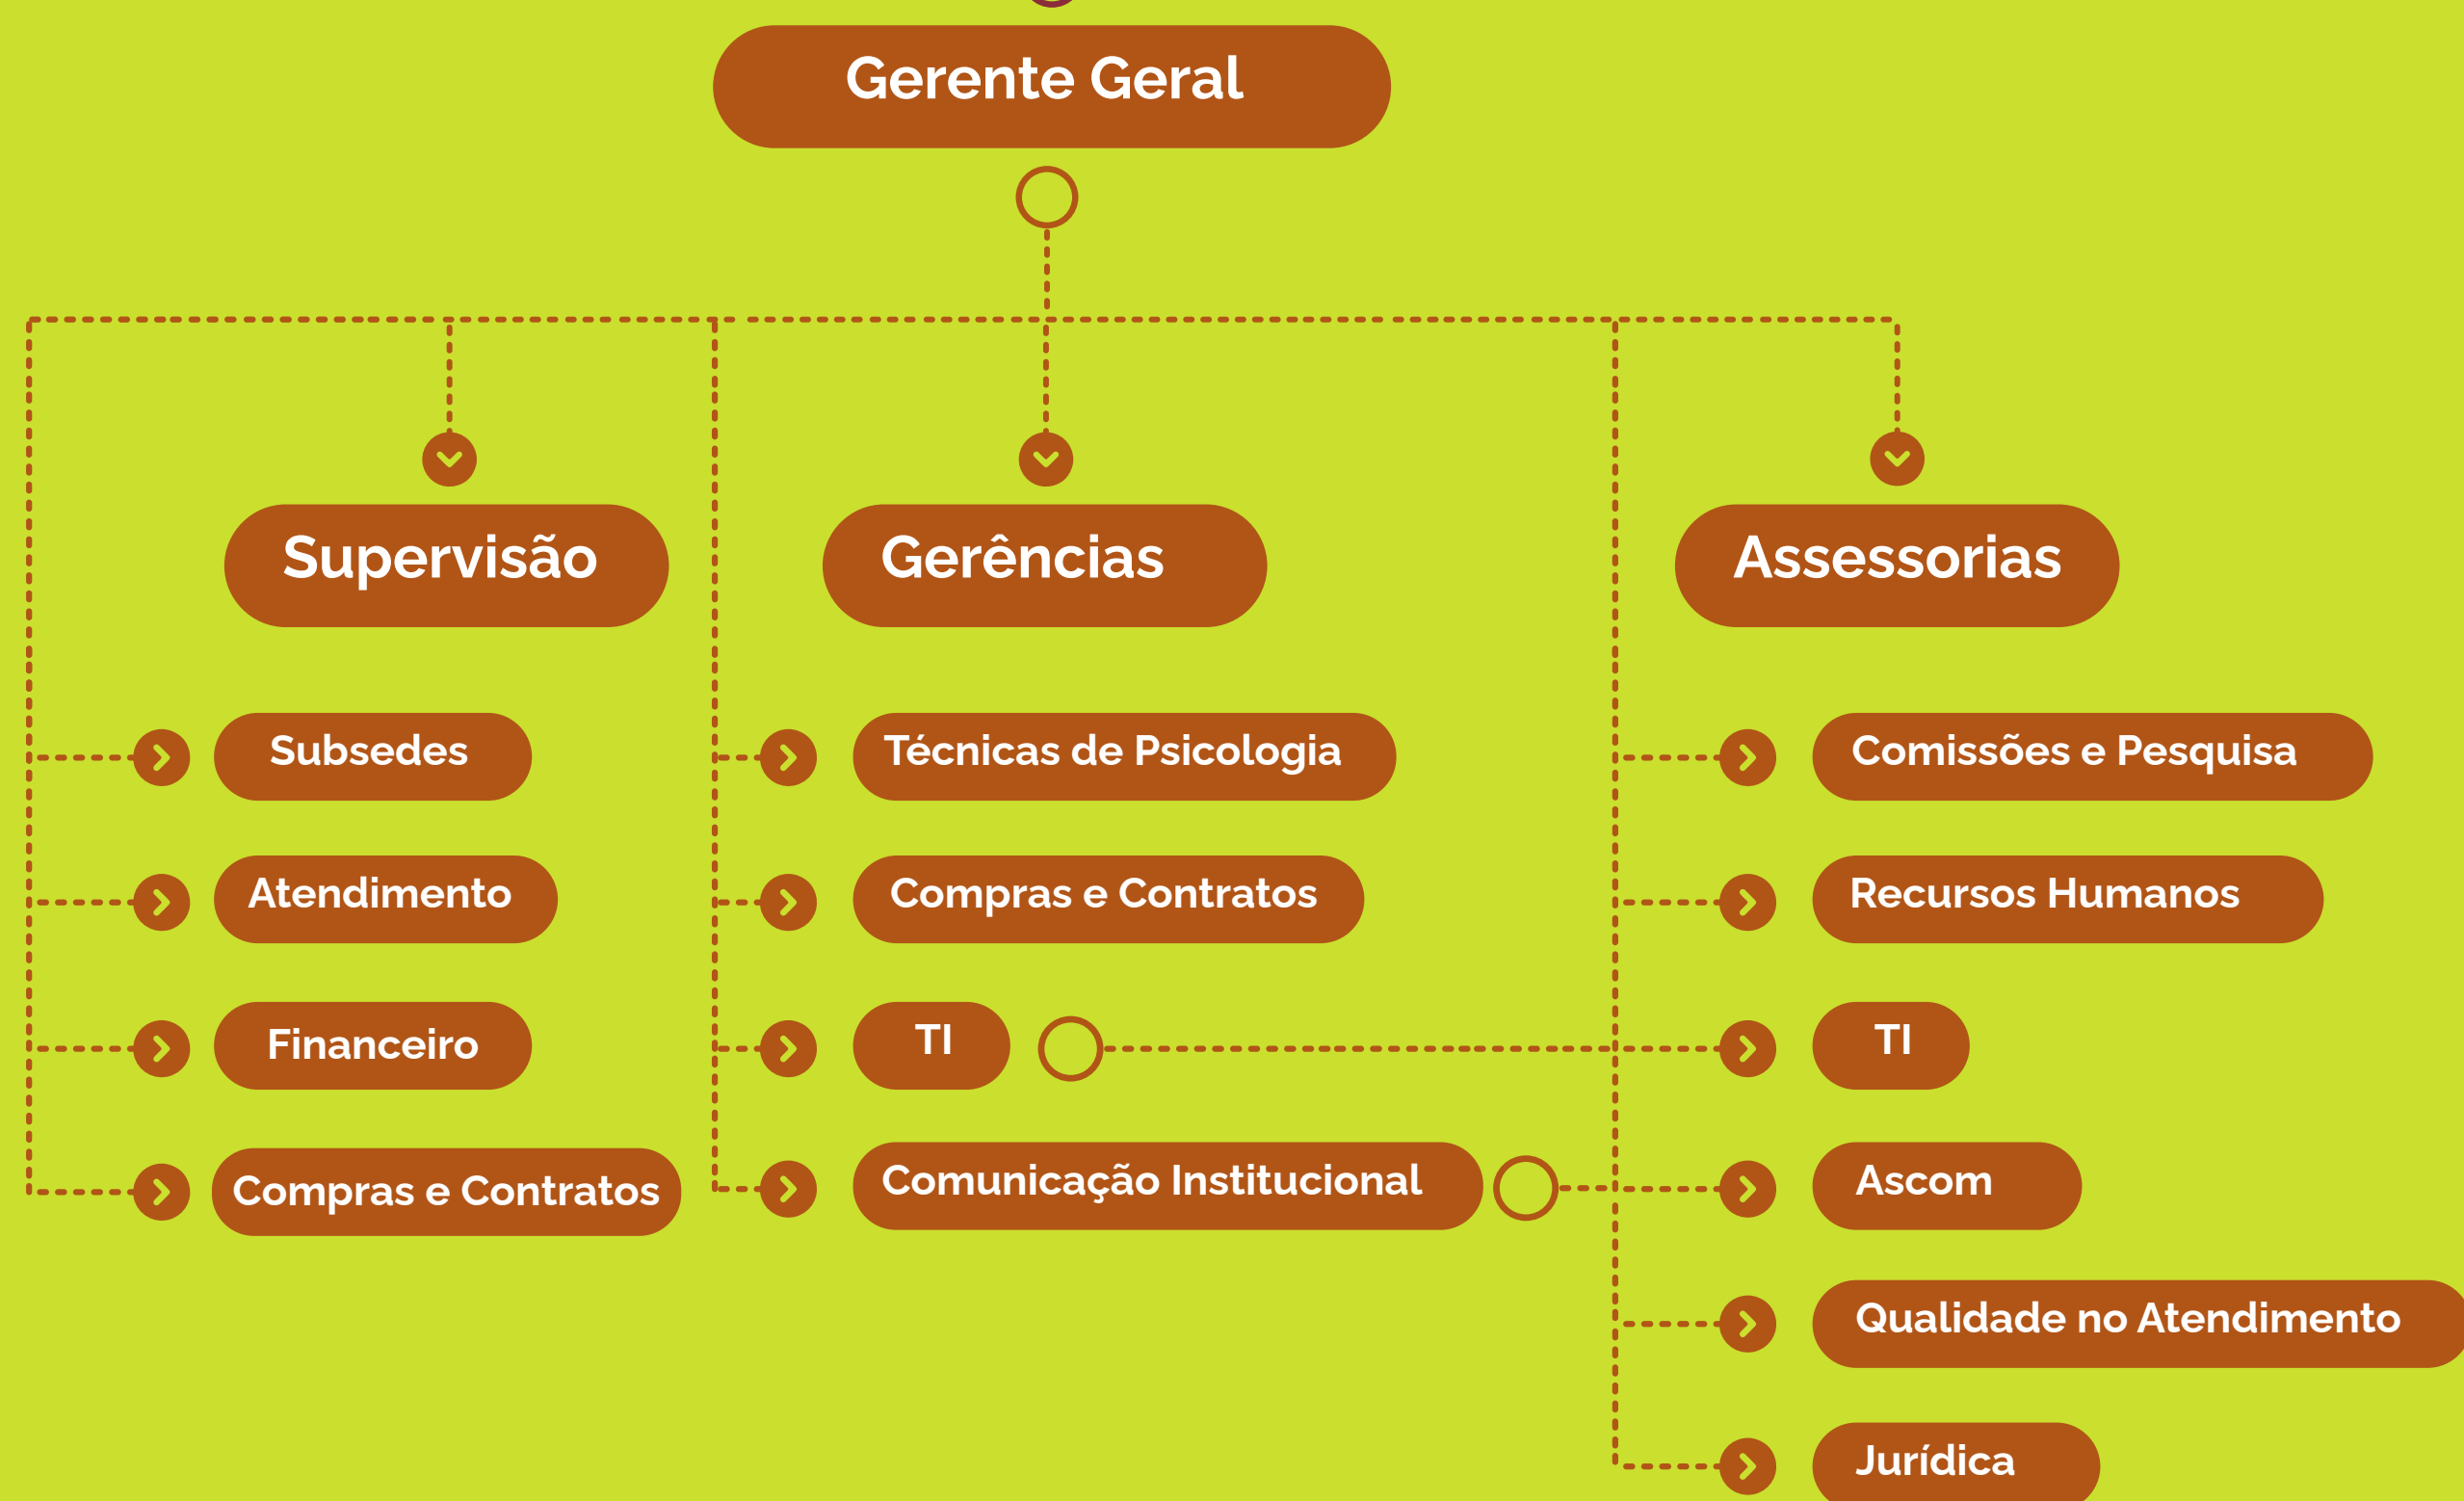 Gerente Geral
Supervisão
Gerências
Assessorias
Subsedes
Atendimento
Financeiro
Compras e Contratos
Técnicas de Psicologia
Compras e Contratos
TI
Comunicação Institucional
Comissões e Pesquisa
Recursos Humanos
TI
Ascom
Qualidade no Atendimento
Jurídica